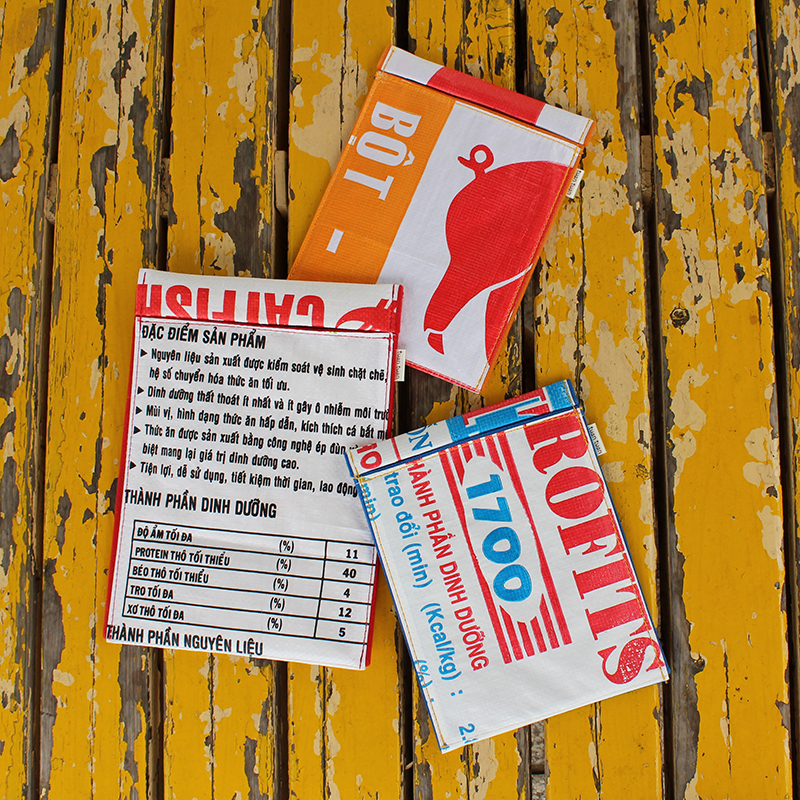 BỘT -
CATFISH
ĐẶC ĐIỂM SẢN PHẨM
▸ Nguyên liệu sản xuất được kiểm soát vệ sinh chặt chẽ,
hệ số chuyển hóa thức ăn tối ưu.
▸ Dinh dưỡng thất thoát ít nhất và ít gây ô nhiễm môi trư
▸ Mùi vị, hình dạng thức ăn hấp dẫn, kích thích cá bắt m
▸ Thức ăn được sản xuất bằng công nghệ ép đùn
biệt mang lại giá trị dinh dưỡng cao.
▸ Tiện lợi, dễ sử dụng, tiết kiệm thời gian, lao động
THÀNH PHẦN DINH DƯỠNG
ĐỘ ẨM TỐI ĐA (%) 11
PROTEIN THÔ TỐI THIỂU (%) 40
BÉO THÔ TỐI THIỂU (%) 4
TRO TỐI ĐA (%) 12
XƠ THÔ TỐI ĐA (%) 5
THÀNH PHẦN NGUYÊN LIỆU
ROFITS
1700
THÀNH PHẦN DINH DƯỠNG
trao đổi (min) (Kcal/kg) : 2.
min)
(%) :